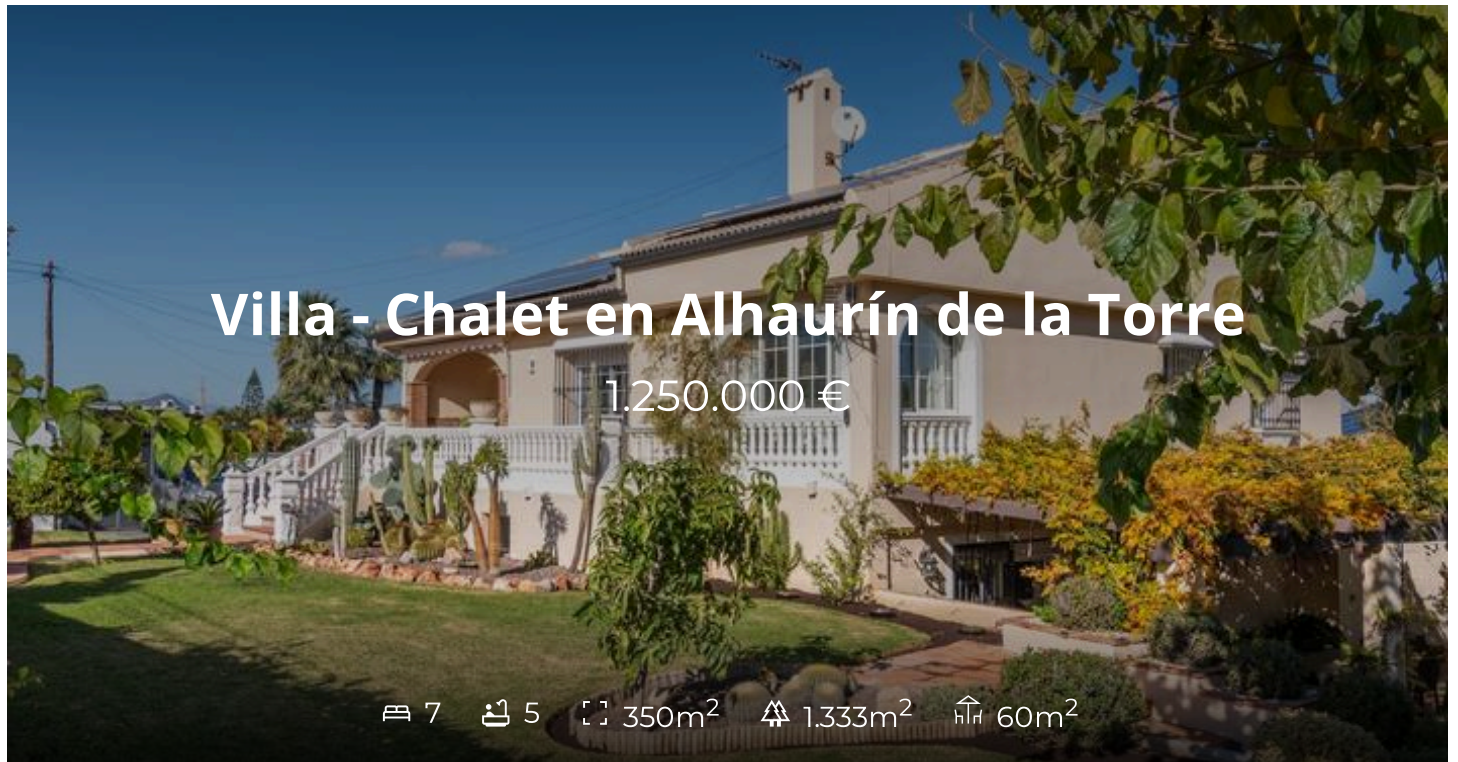 Villa - Chalet en Alhaurín de la Torre
1.250.000 €
7 5 350m² 1.333m² 60m²